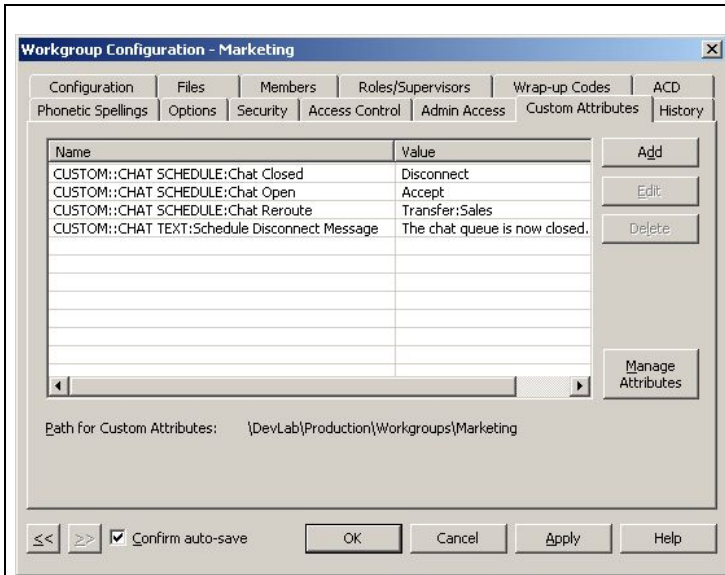 Workgroup Configuration - Marketing
Configuration Files Members Roles/Supervisors Wrap-up Codes ACD
Phonetic Spellings Options Security Access Control Admin Access Custom Attributes History
Name Value
CUSTOM::CHAT SCHEDULE:Chat Closed Disconnect
CUSTOM::CHAT SCHEDULE:Chat Open Accept
CUSTOM::CHAT SCHEDULE:Chat Reroute Transfer:Sales
CUSTOM::CHAT TEXT:Schedule Disconnect Message The chat queue is now closed.
Add
Edit
Delete
Manage
Attributes
Path for Custom Attributes: \DevLab\Production\Workgroups\Marketing
<< >> Confirm auto-save OK Cancel Apply Help